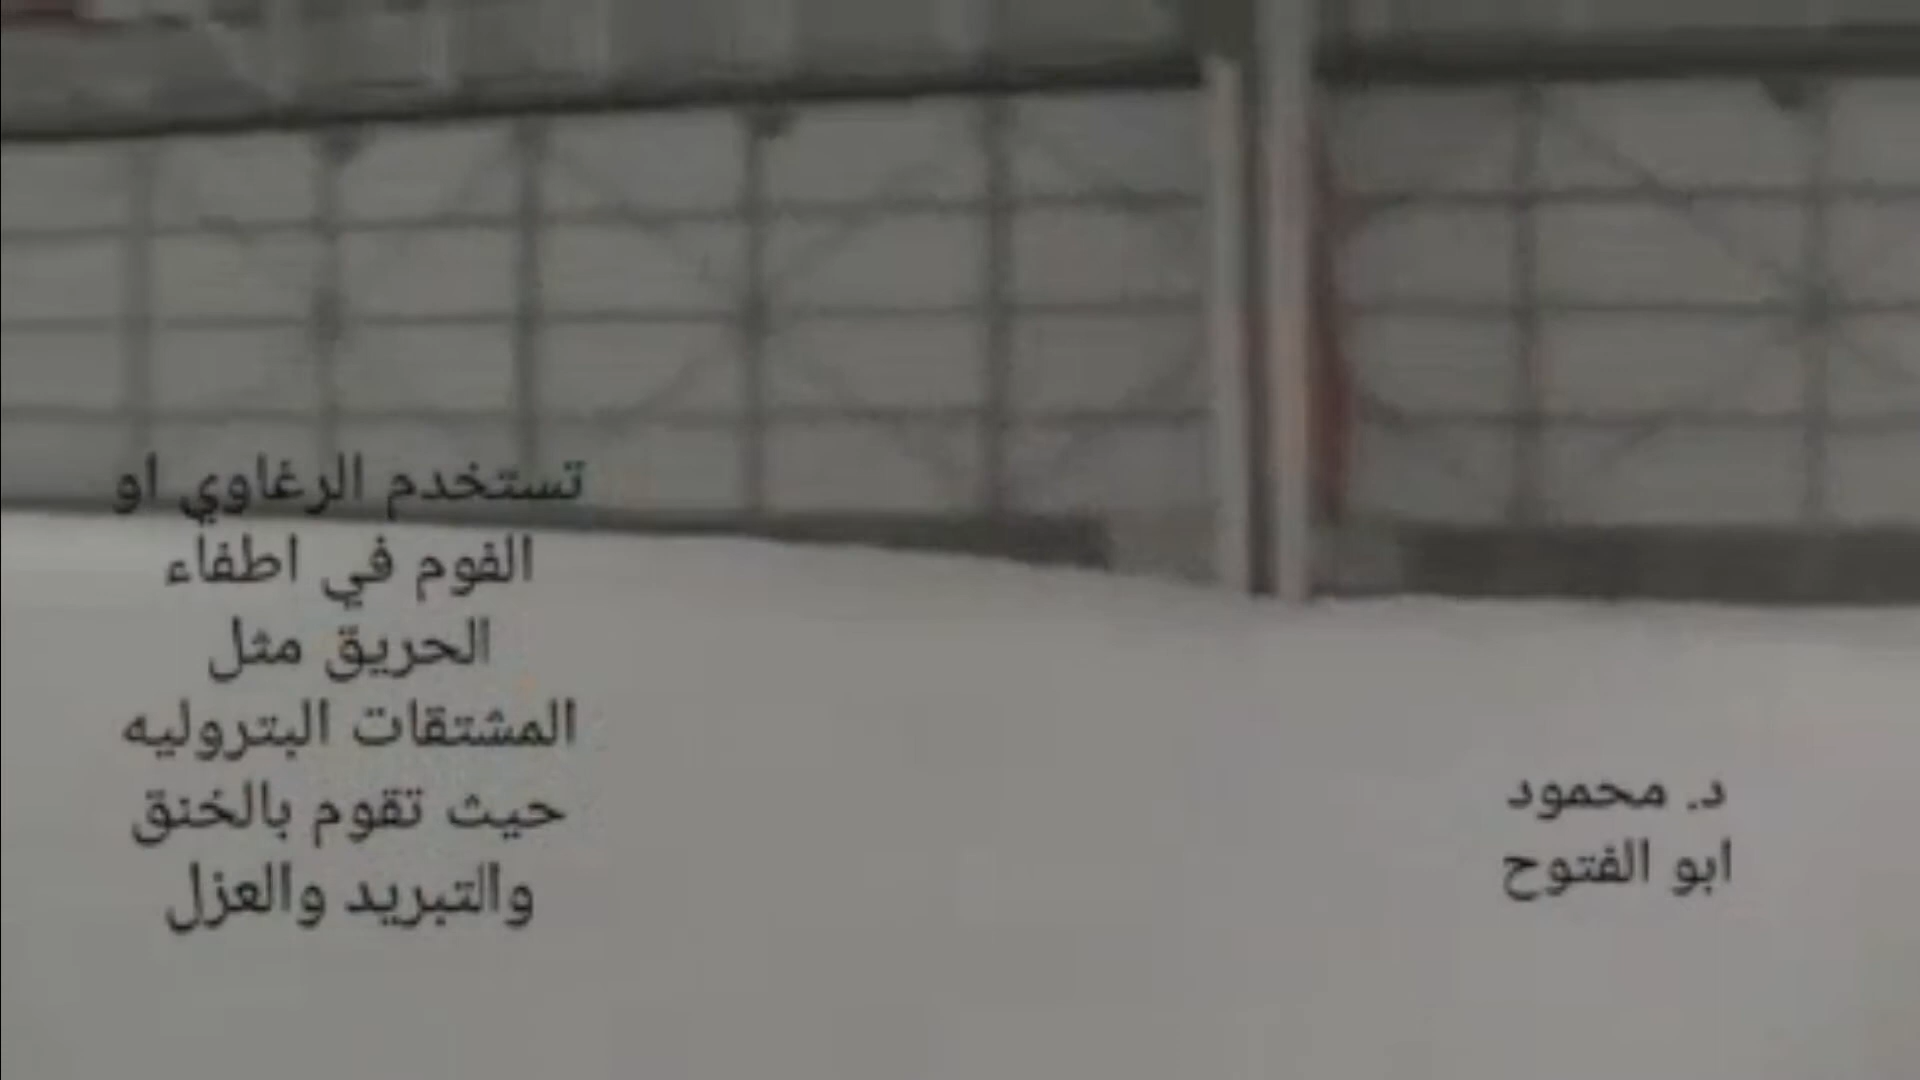 تستخدم الرغاوي او
الفوم في اطفاء
الحريق مثل
المشتقات البتروليه
حيث تقوم بالخنق
والتبريد والعزل
د. محمود
ابو الفتوح